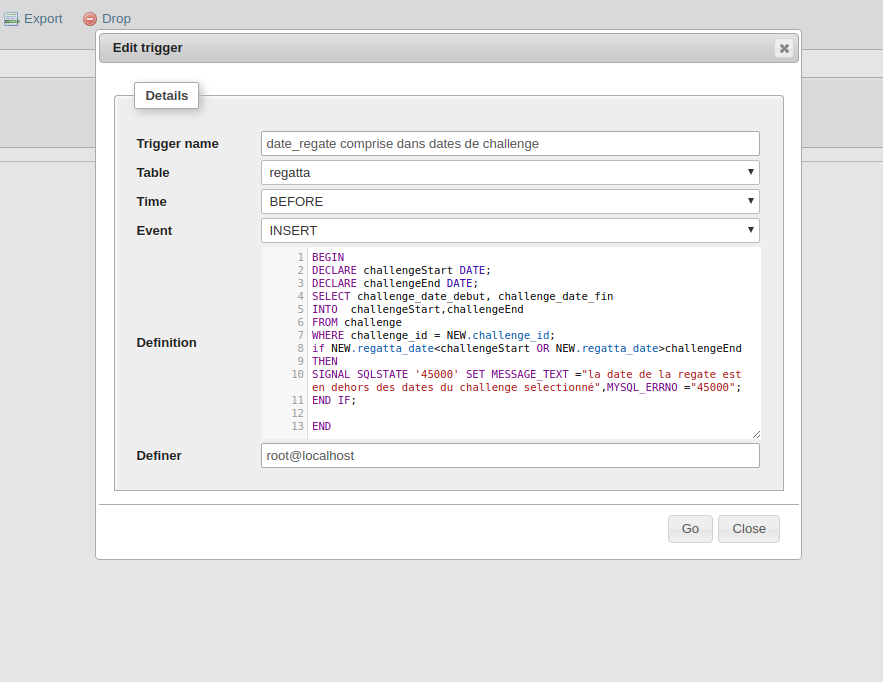 Export Drop
Edit trigger
Details
Trigger name date_regate comprise dans dates de challenge
Table regatta
Time BEFORE
Event INSERT
Definition
1 BEGIN
2 DECLARE challengeStart DATE;
3 DECLARE challengeEnd DATE;
4 SELECT challenge_date_debut, challenge_date_fin
5 INTO  challengeStart,challengeEnd
6 FROM challenge
7 WHERE challenge_id = NEW.challenge_id;
8 if NEW.regatta_date<challengeStart OR NEW.regatta_date>challengeEnd
9 THEN
10 SIGNAL SQLSTATE '45000' SET MESSAGE_TEXT ="la date de la regate est
en dehors des dates du challenge selectionné",MYSQL_ERRNO ="45000";
11 END IF;
12
13 END
Definer root@localhost
Go Close